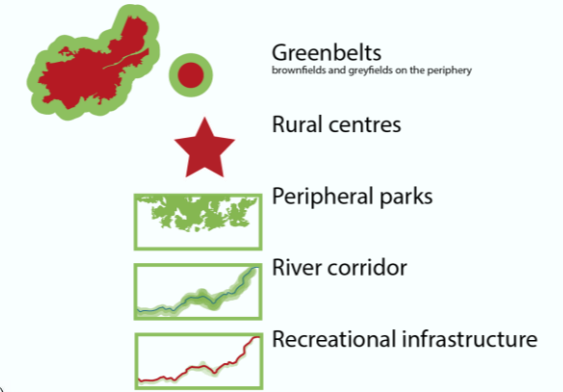 Greenbelts
brownfields and greyfields on the periphery
Rural centres
Peripheral parks
River corridor
Recreational infrastructure